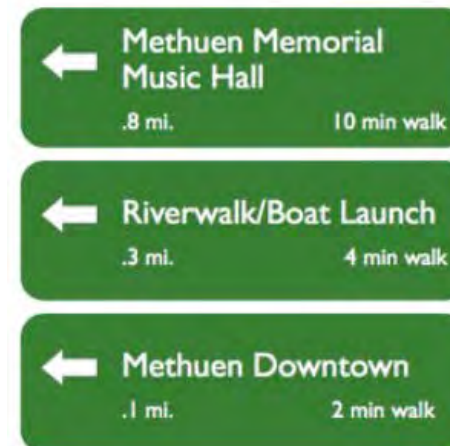 Methuen Memorial
Music Hall
.8 mi. 10 min walk
Riverwalk/Boat Launch
.3 mi. 4 min walk
Methuen Downtown
.1 mi. 2 min walk